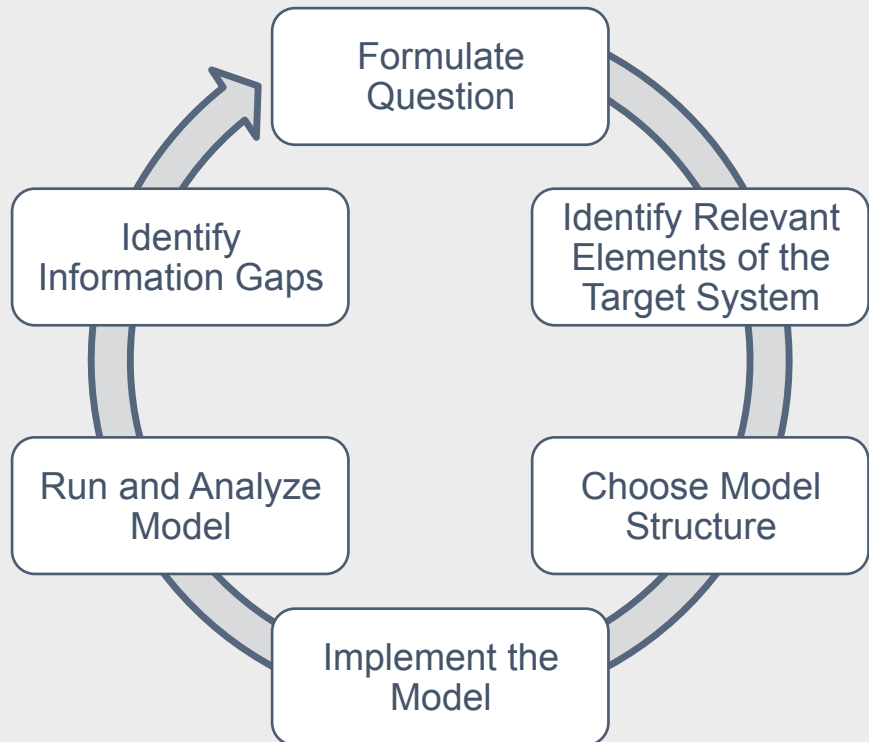 Formulate
Question
Identify Relevant
Elements of the
Target System
Choose Model
Structure
Implement the
Model
Run and Analyze
Model
Identify
Information Gaps